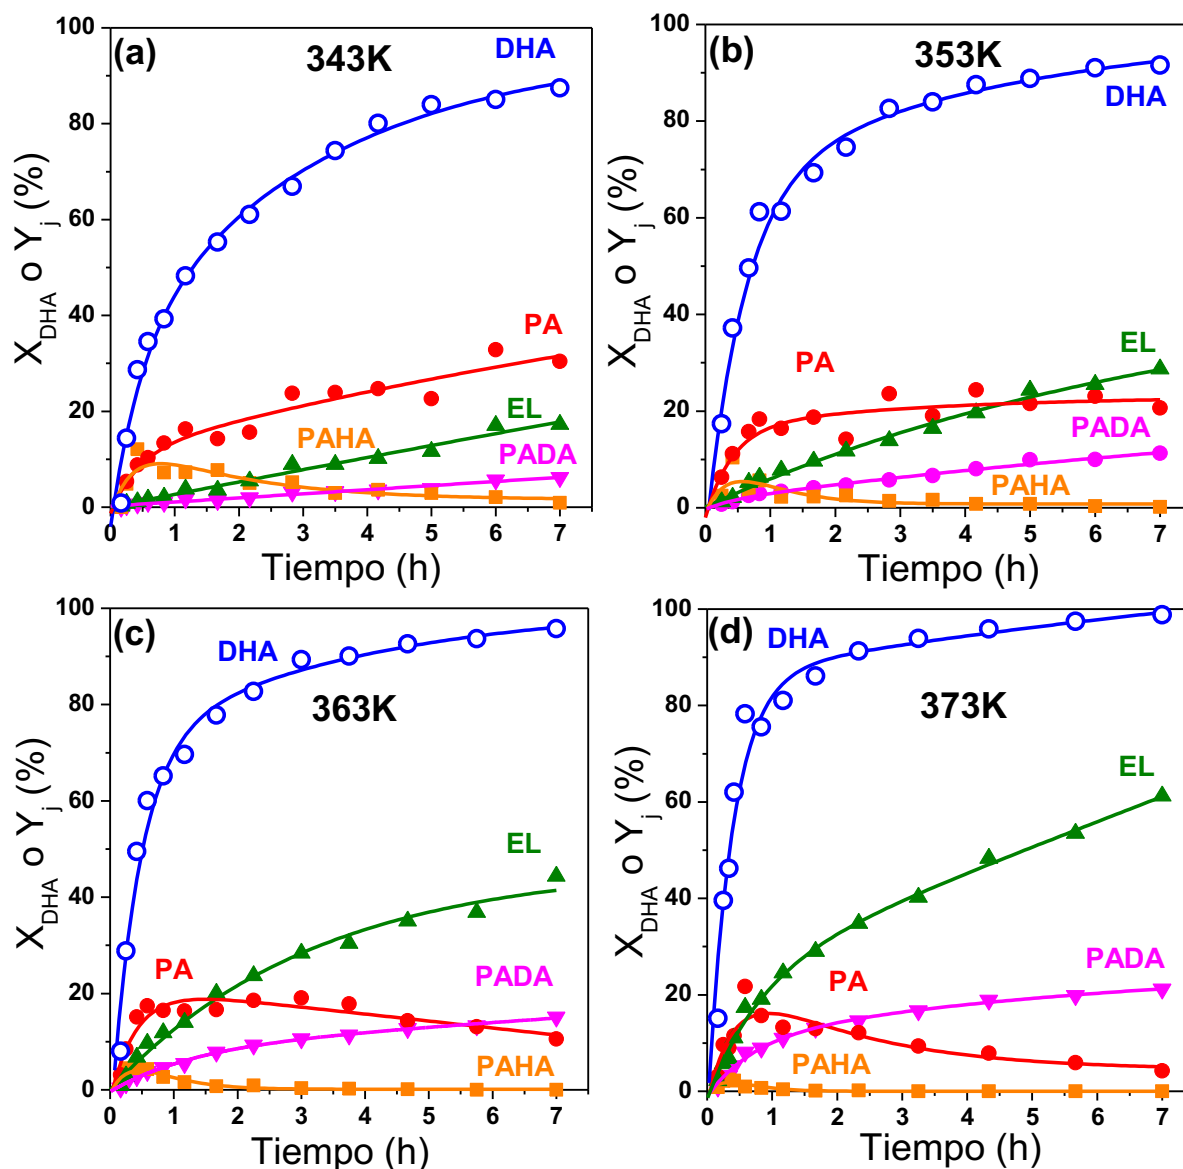 (a)
343K
DHA
PA
EL
PAHA
PADA
100
80
60
40
20
0
0 1 2 3 4 5 6 7
X_DHA o Y_j (%)
Tiempo (h)
(b)
353K
DHA
EL
PA
PADA
PAHA
100
80
60
40
20
0
0 1 2 3 4 5 6 7
X_DHA o Y_j (%)
Tiempo (h)
(c)
DHA
363K
EL
PA
PADA
PAHA
100
80
60
40
20
0
0 1 2 3 4 5 6 7
X_DHA o Y_j (%)
Tiempo (h)
(d)
DHA
373K
EL
PADA
PA
PAHA
100
80
60
40
20
0
0 1 2 3 4 5 6 7
X_DHA o Y_j (%)
Tiempo (h)